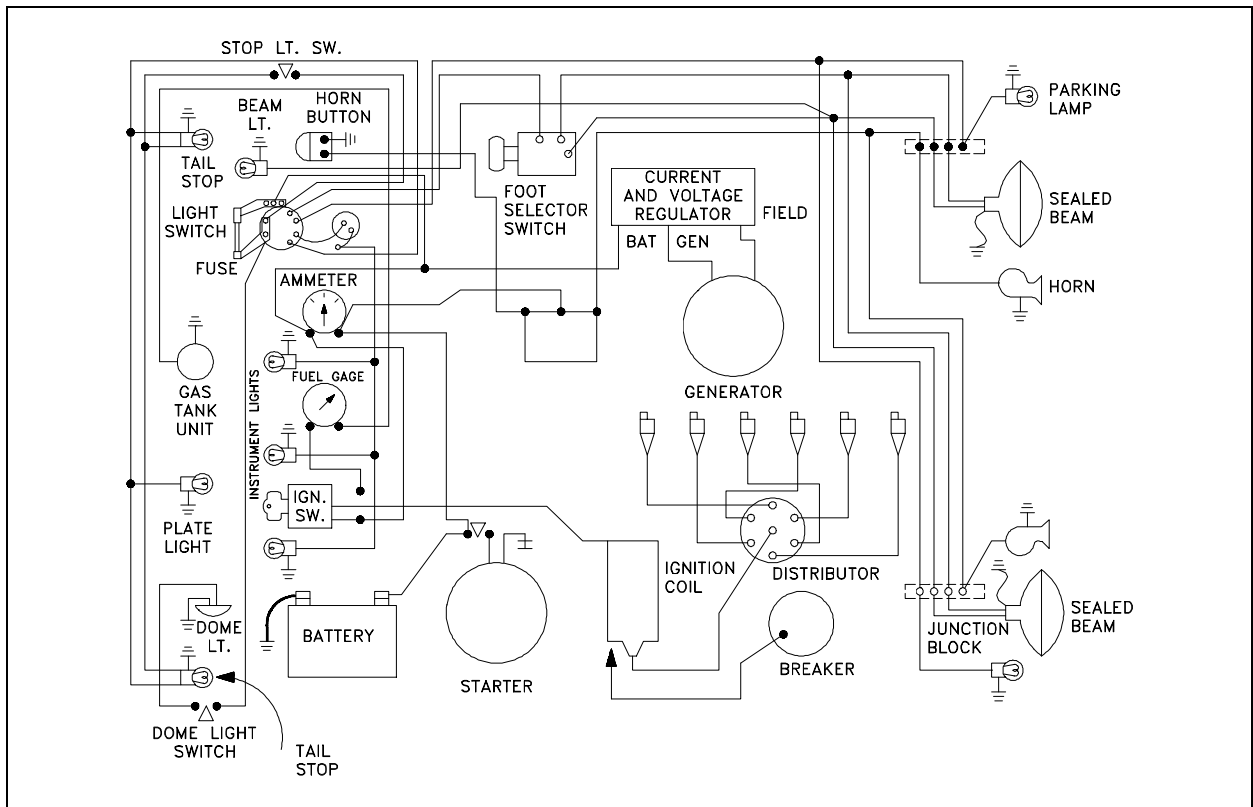 STOP LT. SW.
BEAM
LT.
HORN
BUTTON
PARKING
LAMP
TAIL
STOP
FOOT
SELECTOR
SWITCH
CURRENT
AND VOLTAGE
REGULATOR
FIELD
BAT
GEN
SEALED
BEAM
LIGHT
SWITCH
FUSE
AMMETER
HORN
GAS
TANK
UNIT
INSTRUMENT LIGHTS
FUEL GAGE
GENERATOR
IGN.
SW.
PLATE
LIGHT
IGNITION
COIL
DISTRIBUTOR
DOME
LT.
BATTERY
STARTER
BREAKER
JUNCTION
BLOCK
SEALED
BEAM
DOME LIGHT
SWITCH
TAIL
STOP